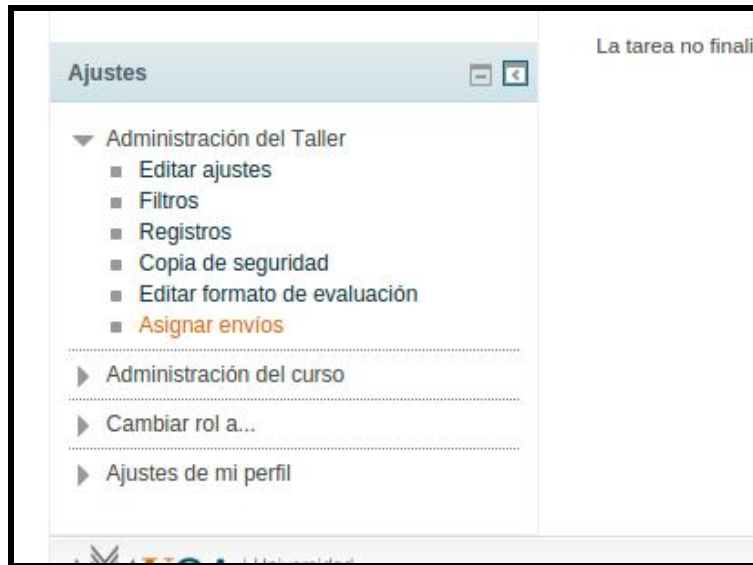 La tarea no finali
Ajustes
Administración del Taller
Editar ajustes
Filtros
Registros
Copia de seguridad
Editar formato de evaluación
Asignar envíos
Administración del curso
Cambiar rol a...
Ajustes de mi perfil